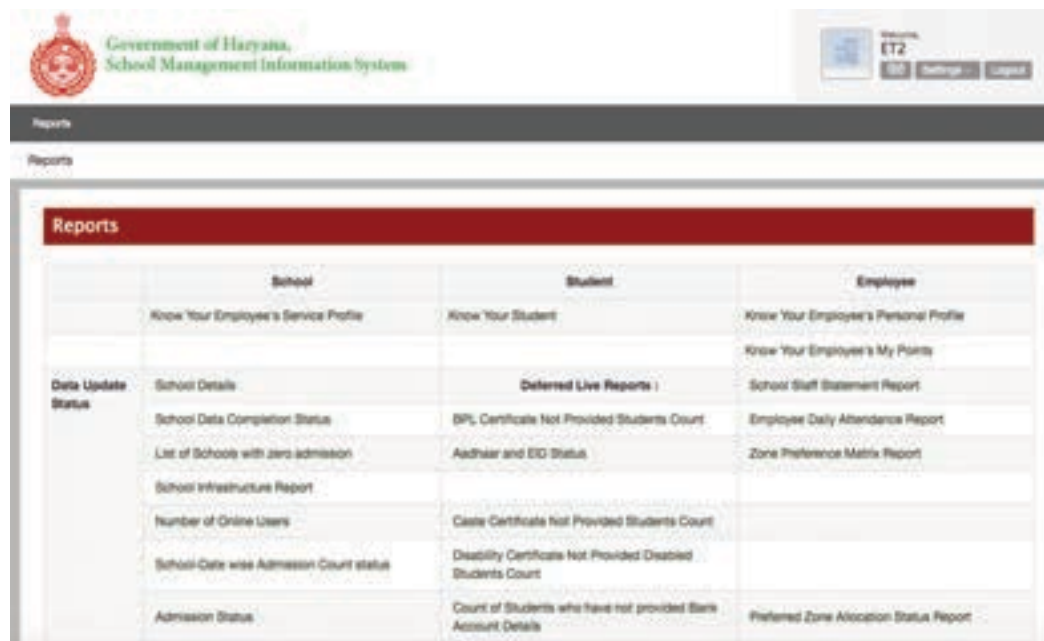 Government of Haryana,
School Management Information System
Welcome,
ET2
Settings
Logout
Reports
Reports
Reports
School
Student
Employee
Know Your Employee's Service Profile
Know Your Student
Know Your Employee's Personal Profile
Know Your Employee's My Points
Data Update Status
School Details
Deferred Live Reports :
School Staff Statement Report
School Data Completion Status
BPL Certificate Not Provided Students Count
Employee Daily Attendance Report
List of Schools with zero admission
Aadhaar and EID Status
Zone Preference Matrix Report
School Infrastructure Report
Number of Online Users
Caste Certificate Not Provided Students Count
School-Date wise Admission Count status
Disability Certificate Not Provided Disabled
Students Count
Admission Status
Count of Students who have not provided Bank
Account Details
Preferred Zone Allocation Status Report